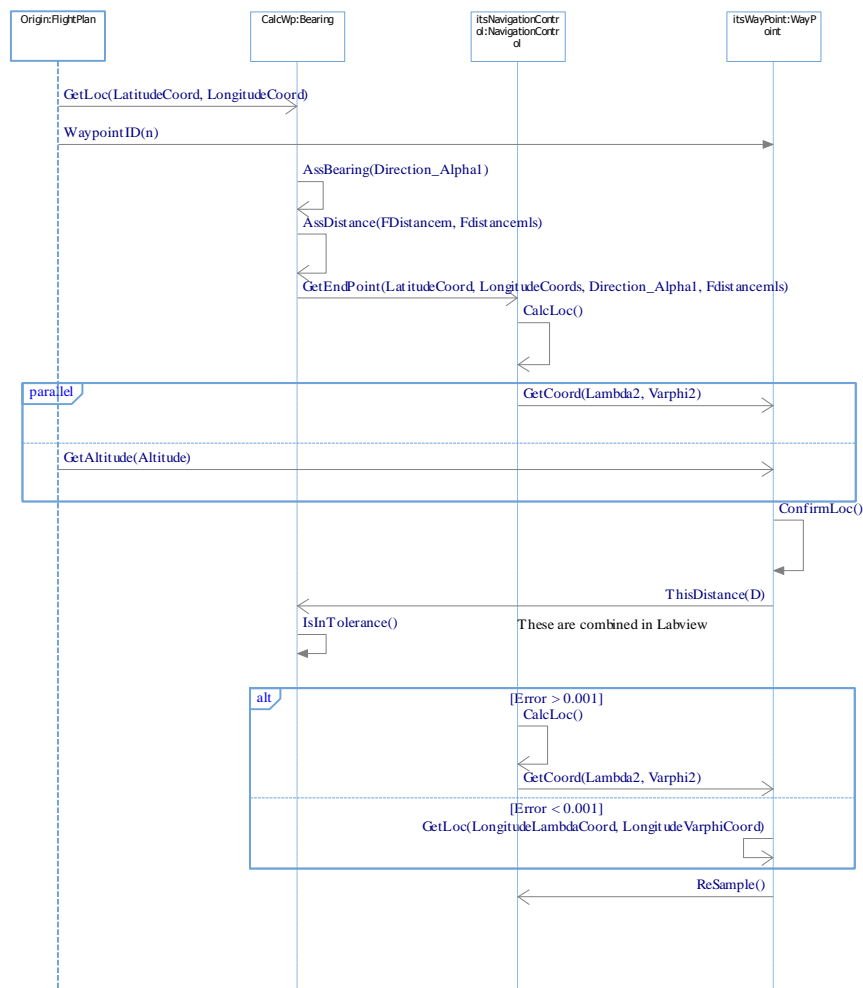 Origin:FlightPlan
CalcWp:Bearing
itsNavigationContr
ol:NavigationContr
ol
itsWayPoint:WayP
oint
GetLoc(LatitudeCoord, LongitudeCoord)
WaypointID(n)
AssBearing(Direction_Alpha1)
AssDistance(FDistancem, Fdistancemls)
GetEndPoint(LatitudeCoord, LongitudeCoords, Direction_Alpha1, Fdistancemls)
CalcLoc()
parallel
GetCoord(Lambda2, Varphi2)
GetAltitude(Altitude)
ConfirmLoc()
ThisDistance(D)
IsInTolerance()
These are combined in Labview
alt
[Error > 0.001]
CalcLoc()
GetCoord(Lambda2, Varphi2)
[Error < 0.001]
GetLoc(LongitudeLambdaCoord, LongitudeVarphiCoord)
ReSample()